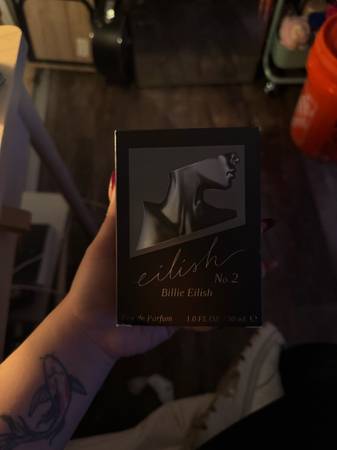 eilish
No. 2
Billie Eilish
Eau de Parfum 1.0 FL OZ / 30 mL ℮